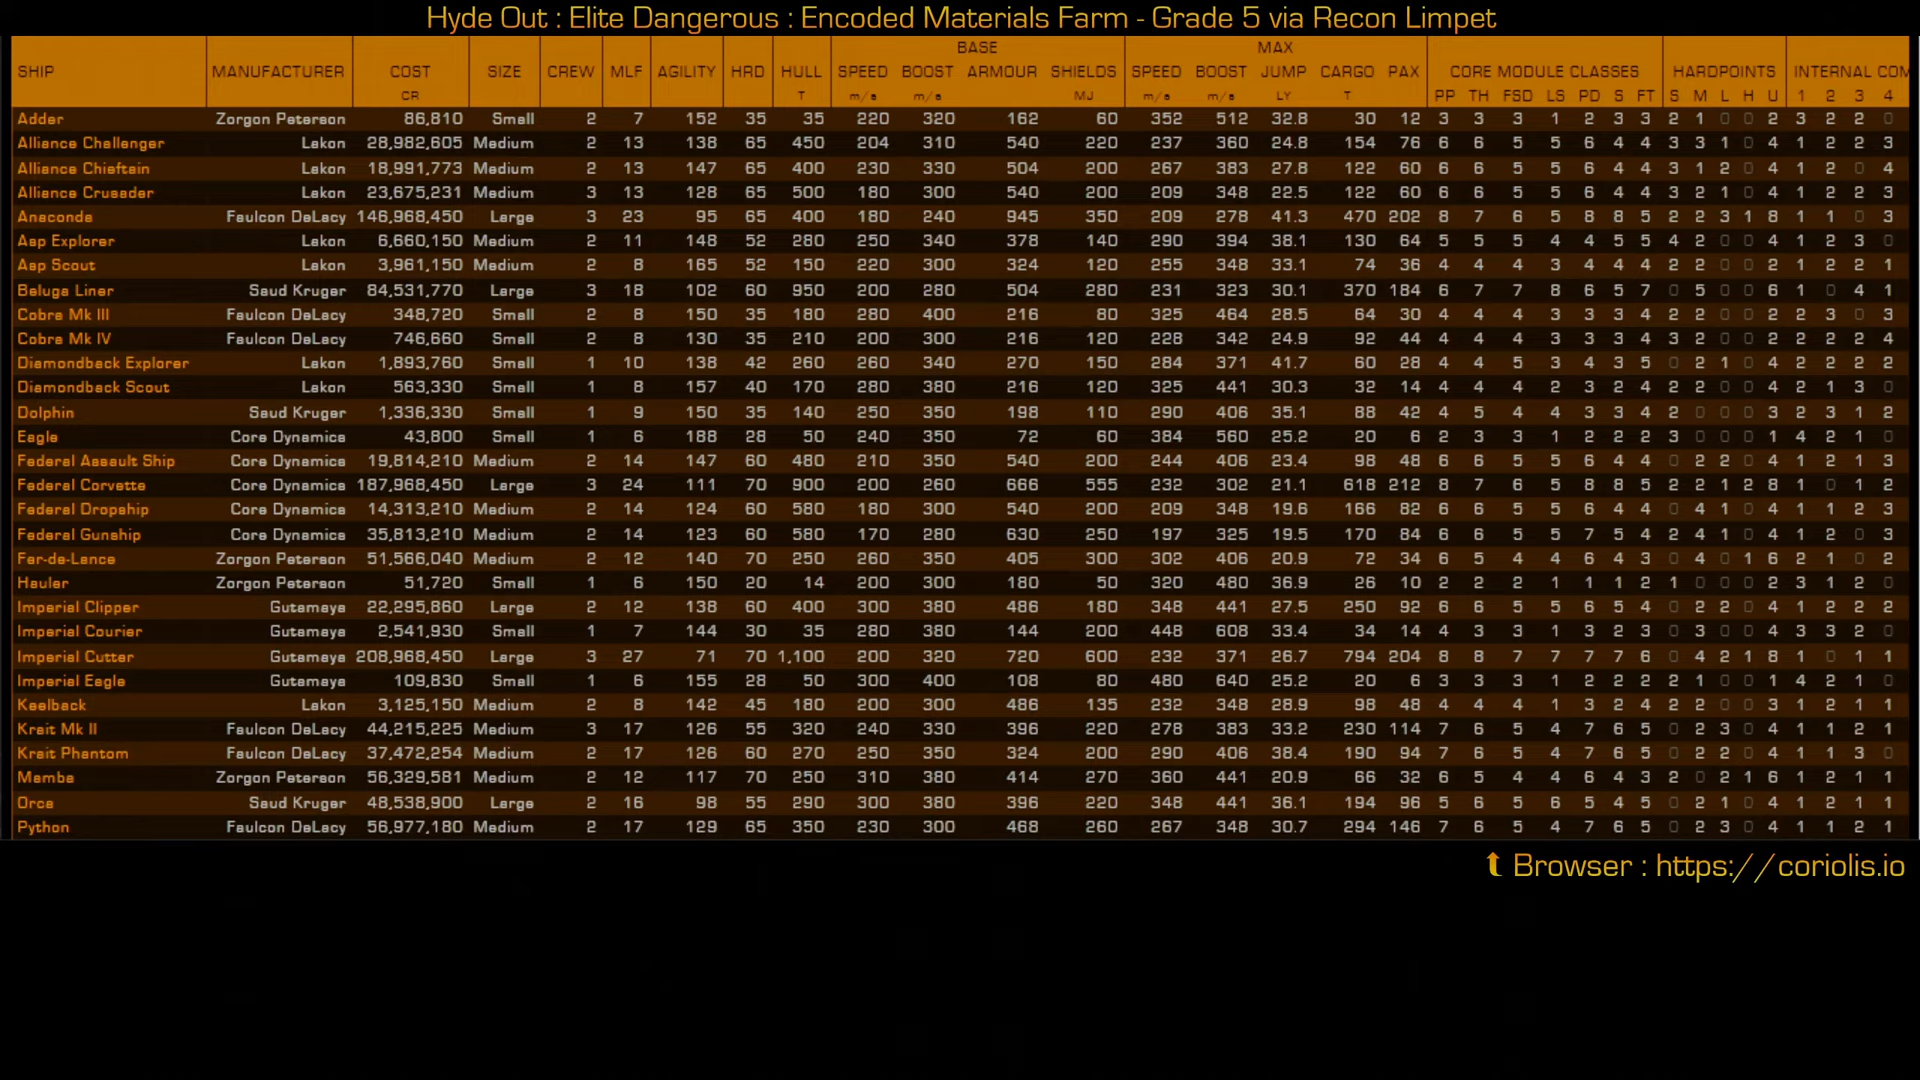 Hyde Out : Elite Dangerous : Encoded Materials Farm - Grade 5 via Recon Limpet
BASE MAX
SHIP MANUFACTURER COST SIZE CREW MLF AGILITY HRD HULL SPEED BOOST ARMOUR SHIELDS SPEED BOOST JUMP CARGO PAX CORE MODULE CLASSES HARDPOINTS INTERNAL COM
CR T m/s m/s MJ m/s m/s LY T PP TH FSD LS PD S FT S M L H U 1 2 3 4
Adder Zorgon Peterson 86,810 Small 2 7 152 35 35 220 320 162 60 352 512 32.8 30 12 3 3 3 1 2 3 3 2 1 0 0 2 3 2 2 0
Alliance Challenger Lakon 28,982,605 Medium 2 13 138 65 450 204 310 540 220 237 360 24.8 154 76 6 6 5 5 6 4 4 3 3 1 0 4 1 2 2 3
Alliance Chieftain Lakon 18,991,773 Medium 2 13 147 65 400 230 330 504 200 267 383 27.8 122 60 6 6 5 5 6 4 4 3 1 2 0 4 1 2 0 4
Alliance Crusader Lakon 23,675,231 Medium 3 13 128 65 500 180 300 540 200 209 348 22.5 122 60 6 6 5 5 6 4 4 3 2 1 0 4 1 2 2 3
Anaconda Faulcon DeLacy 146,968,450 Large 3 23 95 65 400 180 240 945 350 209 278 41.3 470 202 8 7 6 5 8 8 5 2 2 3 1 8 1 1 0 3
Asp Explorer Lakon 6,660,150 Medium 2 11 148 52 280 250 340 378 140 290 394 38.1 130 64 5 5 5 4 4 5 5 4 2 0 0 4 1 2 3 0
Asp Scout Lakon 3,961,150 Medium 2 8 165 52 150 220 300 324 120 255 348 33.1 74 36 4 4 4 3 4 4 4 2 2 0 0 2 1 2 2 1
Beluga Liner Saud Kruger 84,531,770 Large 3 18 102 60 950 200 280 504 280 231 323 30.1 370 184 6 7 7 8 6 5 7 0 5 0 0 6 1 0 4 1
Cobra Mk III Faulcon DeLacy 348,720 Small 2 8 150 35 180 280 400 216 80 325 464 28.5 64 30 4 4 4 3 3 3 4 2 2 0 0 2 2 3 0 3
Cobra Mk IV Faulcon DeLacy 746,660 Small 2 8 130 35 210 200 300 216 120 228 342 24.9 92 44 4 4 4 3 3 3 4 3 2 0 0 2 2 2 2 4
Diamondback Explorer Lakon 1,893,760 Small 1 10 138 42 260 260 340 270 150 284 371 41.7 60 28 4 4 5 3 4 3 5 0 2 1 0 4 2 2 2 2
Diamondback Scout Lakon 563,330 Small 1 8 157 40 170 280 380 216 120 325 441 30.3 32 14 4 4 4 2 3 2 4 2 2 0 0 4 2 1 3 0
Dolphin Saud Kruger 1,336,330 Small 1 9 150 35 140 250 350 198 110 290 406 35.1 88 42 4 5 4 4 3 3 4 2 0 0 0 3 2 3 1 2
Eagle Core Dynamics 43,800 Small 1 6 188 28 50 240 350 72 60 384 560 25.2 20 6 2 3 3 1 2 2 2 3 0 0 0 1 4 2 1 0
Federal Assault Ship Core Dynamics 19,814,210 Medium 2 14 147 60 480 210 350 540 200 244 406 23.4 98 48 6 6 5 5 6 4 4 0 2 2 0 4 1 2 1 3
Federal Corvette Core Dynamics 187,968,450 Large 3 24 111 70 900 200 260 666 555 232 302 21.1 618 212 8 7 6 5 8 8 5 2 2 1 2 8 1 0 1 2
Federal Dropship Core Dynamics 14,313,210 Medium 2 14 124 60 580 180 300 540 200 209 348 19.6 166 82 6 6 5 5 6 4 4 0 4 1 0 4 1 1 2 3
Federal Gunship Core Dynamics 35,813,210 Medium 2 14 123 60 580 170 280 630 250 197 325 19.5 170 84 6 6 5 5 7 5 4 2 4 1 0 4 1 2 0 3
Fer-de-Lance Zorgon Peterson 51,566,040 Medium 2 12 140 70 250 260 350 405 300 302 406 20.9 72 34 6 5 4 4 6 4 3 0 4 0 1 6 2 1 0 2
Hauler Zorgon Peterson 51,720 Small 1 6 150 20 14 200 300 180 50 320 480 36.9 26 10 2 2 2 1 1 1 2 1 0 0 0 2 3 1 2 0
Imperial Clipper Gutamaya 22,295,860 Large 2 12 138 60 400 300 380 486 180 348 441 27.5 250 92 6 6 5 5 6 5 4 0 2 2 0 4 1 2 2 2
Imperial Courier Gutamaya 2,541,930 Small 1 7 144 30 35 280 380 144 200 448 608 33.4 34 14 4 3 3 1 3 2 3 0 3 0 0 4 3 3 2 0
Imperial Cutter Gutamaya 208,968,450 Large 3 27 71 70 1,100 200 320 720 600 232 371 26.7 794 204 8 8 7 7 7 7 6 0 4 2 1 8 1 0 1 1
Imperial Eagle Gutamaya 109,830 Small 1 6 155 28 50 300 400 108 80 480 640 25.2 20 6 3 3 3 1 2 2 2 2 1 0 0 1 4 2 1 0
Keelback Lakon 3,125,150 Medium 2 8 142 45 180 200 300 486 135 232 348 28.9 98 48 4 4 4 1 3 2 4 2 2 0 0 3 1 2 1 1
Krait Mk II Faulcon DeLacy 44,215,225 Medium 3 17 126 55 320 240 330 396 220 278 383 33.2 230 114 7 6 5 4 7 6 5 0 2 3 0 4 1 1 2 1
Krait Phantom Faulcon DeLacy 37,472,254 Medium 2 17 126 60 270 250 350 324 200 290 406 38.4 190 94 7 6 5 4 7 6 5 0 2 2 0 4 1 1 3 0
Mamba Zorgon Peterson 56,329,581 Medium 2 12 117 70 250 310 380 414 270 360 441 20.9 66 32 6 5 4 4 6 4 3 2 0 2 1 6 1 2 1 1
Orca Saud Kruger 48,538,900 Large 2 16 98 55 290 300 380 396 220 348 441 36.1 194 96 5 6 5 6 5 4 5 0 2 1 0 4 1 2 1 1
Python Faulcon DeLacy 56,977,180 Medium 2 17 129 65 350 230 300 468 260 267 348 30.7 294 146 7 6 5 4 7 6 5 0 2 3 0 4 1 1 2 1
⮤ Browser : https://coriolis.io